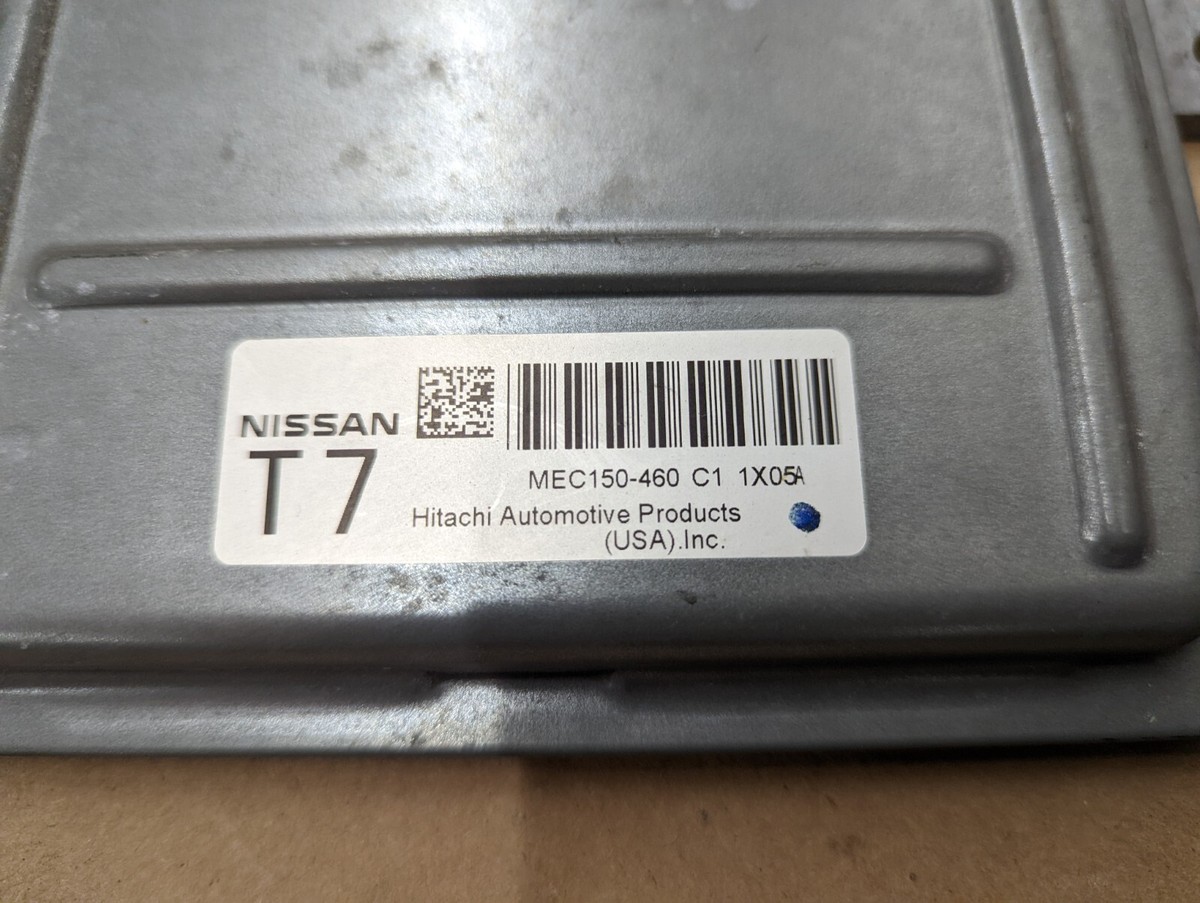 NISSAN
T7
MEC150-460 C1 1X05A
Hitachi Automotive Products
(USA).Inc.